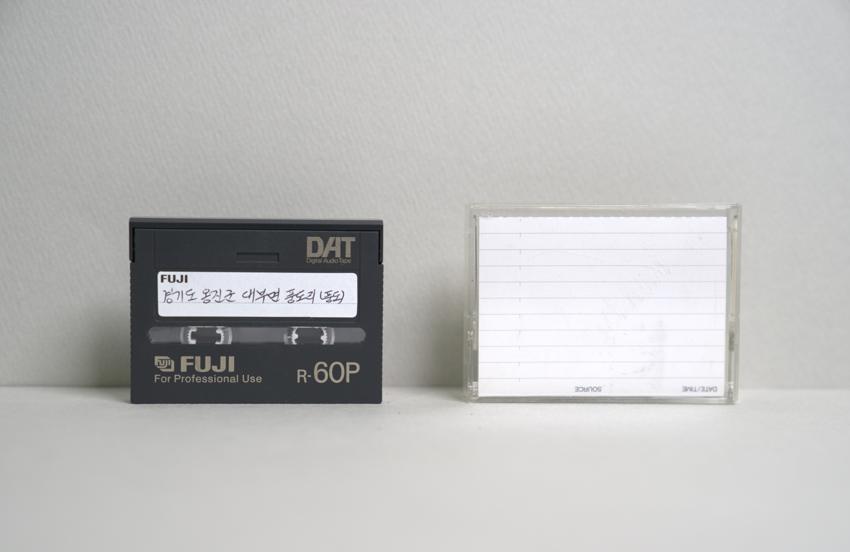 DAT
Digital Audio Tape
FUJI
경기도 옹진군 대부면 풍도리 (풍도)
FUJI FUJI
For Professional Use
R-60P
DATE/TIME SOURCE